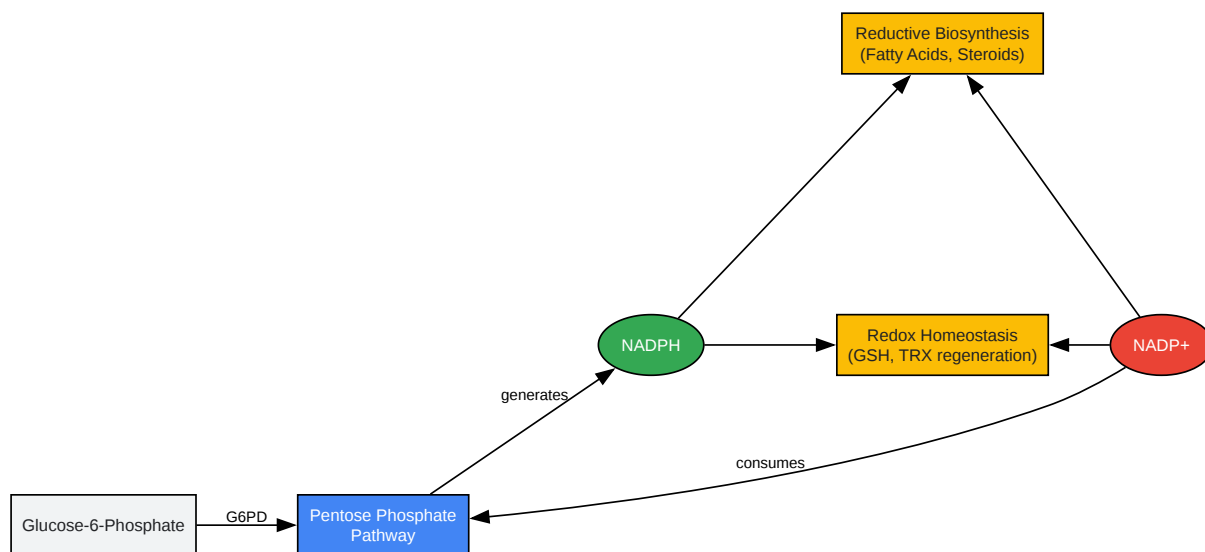 Reductive Biosynthesis
(Fatty Acids, Steroids)
NADPH
Redox Homeostasis
(GSH, TRX regeneration)
NADP+
generates
consumes
Glucose-6-Phosphate
G6PD
Pentose Phosphate
Pathway